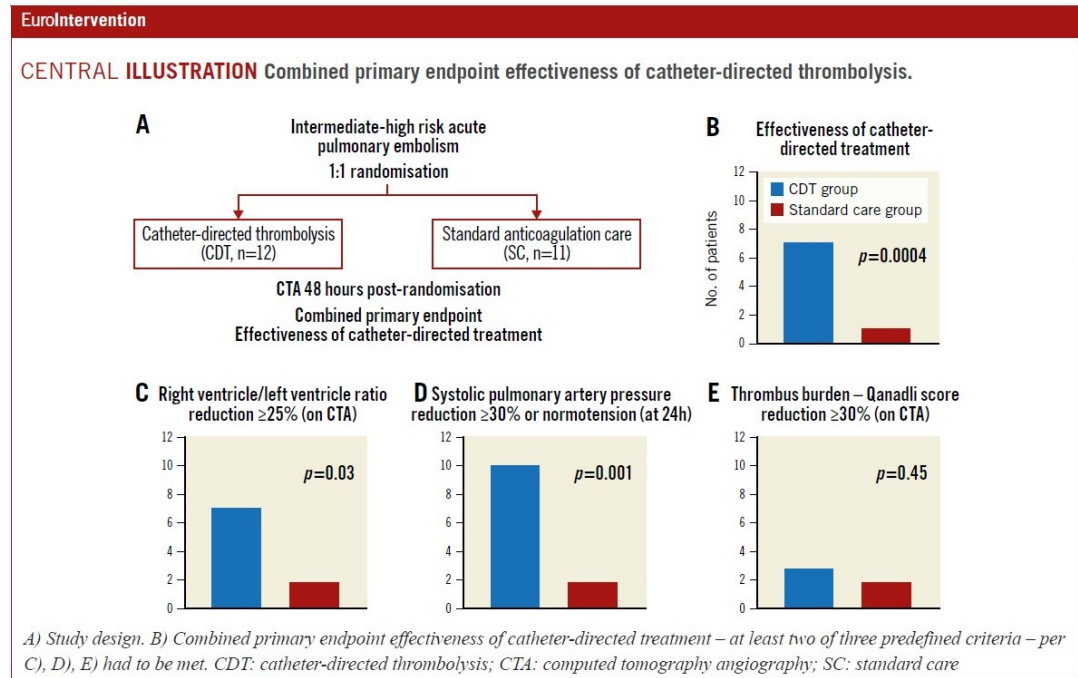 EuroIntervention
CENTRAL ILLUSTRATION Combined primary endpoint effectiveness of catheter-directed thrombolysis.
A
Intermediate-high risk acute
pulmonary embolism
1:1 randomisation
Catheter-directed thrombolysis
(CDT, n=12)
Standard anticoagulation care
(SC, n=11)
CTA 48 hours post-randomisation
Combined primary endpoint
Effectiveness of catheter-directed treatment
B
Effectiveness of catheter-
directed treatment
No. of patients
12
10
8
6
4
2
0
CDT group
Standard care group
p=0.0004
C Right ventricle/left ventricle ratio
reduction ≥25% (on CTA)
12
10
8
6
4
2
0
p=0.03
D Systolic pulmonary artery pressure
reduction ≥30% or normotension (at 24h)
12
10
8
6
4
2
0
p=0.001
E Thrombus burden – Qanadli score
reduction ≥30% (on CTA)
12
10
8
6
4
2
0
p=0.45
A) Study design. B) Combined primary endpoint effectiveness of catheter-directed treatment – at least two of three predefined criteria – per
C), D), E) had to be met. CDT: catheter-directed thrombolysis; CTA: computed tomography angiography; SC: standard care